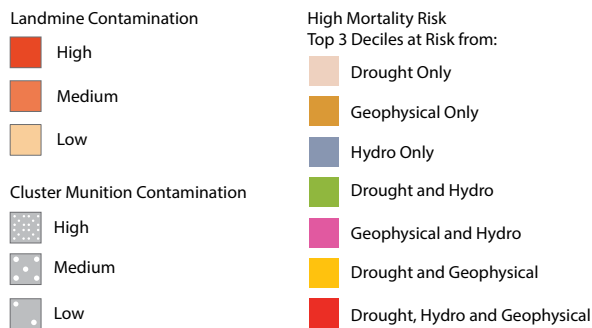 Landmine Contamination
High
Medium
Low
Cluster Munition Contamination
High
Medium
Low
High Mortality Risk
Top 3 Deciles at Risk from:
Drought Only
Geophysical Only
Hydro Only
Drought and Hydro
Geophysical and Hydro
Drought and Geophysical
Drought, Hydro and Geophysical